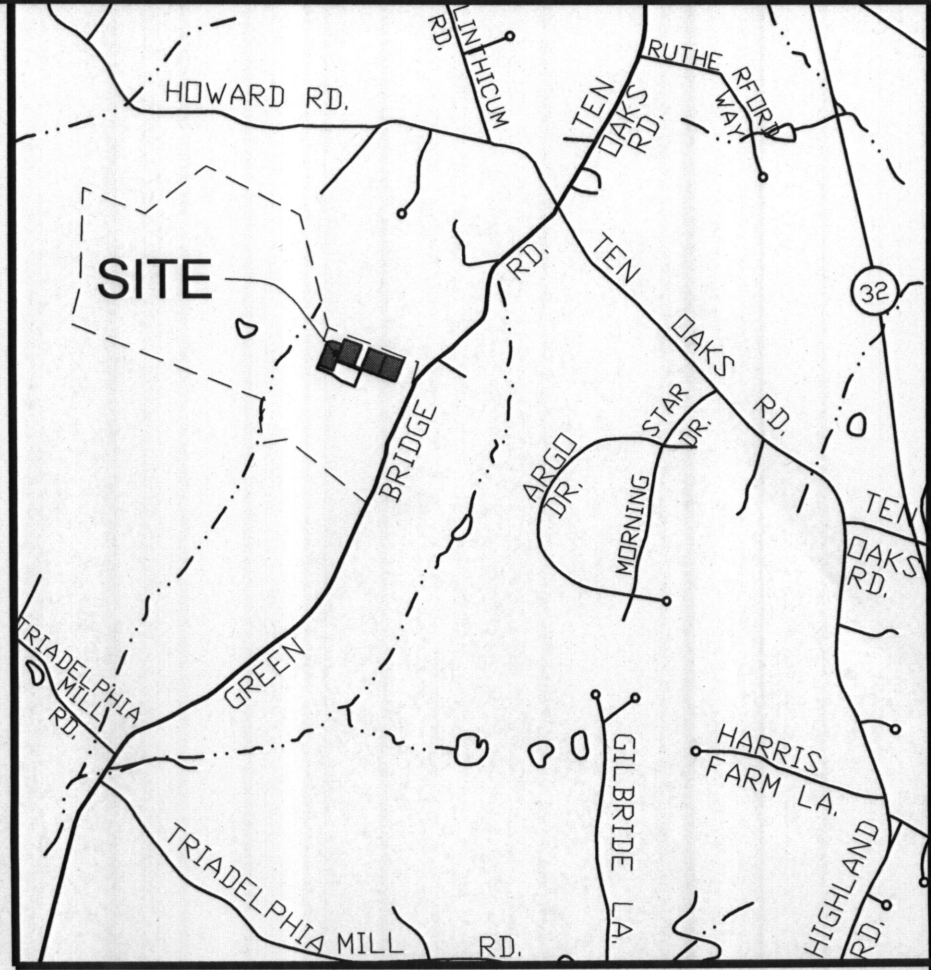 LINTHICUM
RD.
HOWARD RD.
TEN
OAKS
RD.
RUTHE
RFORD
WAY
SITE
GREEN
BRIDGE
RD.
TEN
OAKS
RD.
32
STAR
DR.
MORNING
ARGO
DR.
TEN
OAKS
RD.
TRIADELPHIA
MILL
RD.
GILBRIDE LA.
HARRIS
FARM LA.
HIGHLAND
RD.
TRIADELPHIA MILL RD.